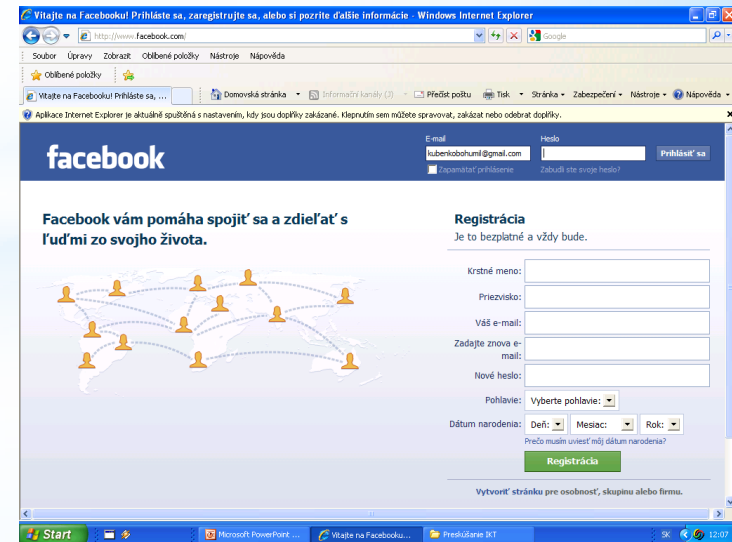 Vitajte na Facebooku! Prihláste sa, zaregistrujte sa, alebo si pozrite ďalšie informácie - Windows Internet Explorer
http://www.facebook.com/
Google
Soubor Úpravy Zobrazit Oblíbené položky Nástroje Nápověda
Oblíbené položky
Vitajte na Facebooku! Prihláste sa, ...
Domovská stránka Informační kanály (J) Přečíst poštu Tisk Stránka Zabezpečení Nástroje Nápověda
Aplikace Internet Explorer je aktuálně spuštěná s nastavením, kdy jsou doplňky zakázané. Klepnutím sem můžete spravovat, zakázat nebo odebrat doplňky.
facebook
E-mail Heslo
kubenkobohumil@gmail.com Prihlásiť sa
Zapamätať prihlásenie Zabudli ste svoje heslo?
Facebook vám pomáha spojiť sa a zdieľať s
ľuďmi zo svojho života.
Registrácia
Je to bezplatné a vždy bude.
Krstné meno:
Priezvisko:
Váš e-mail:
Zadajte znova e-
mail:
Nové heslo:
Pohlavie: Vyberte pohlavie:
Dátum narodenia: Deň: Mesiac: Rok:
Prečo musím uviesť môj dátum narodenia?
Registrácia
Vytvoriť stránku pre osobnosť, skupinu alebo firmu.
Start Microsoft PowerPoint ... Vitajte na Facebooku... Preskúšanie IKT SK 12:07